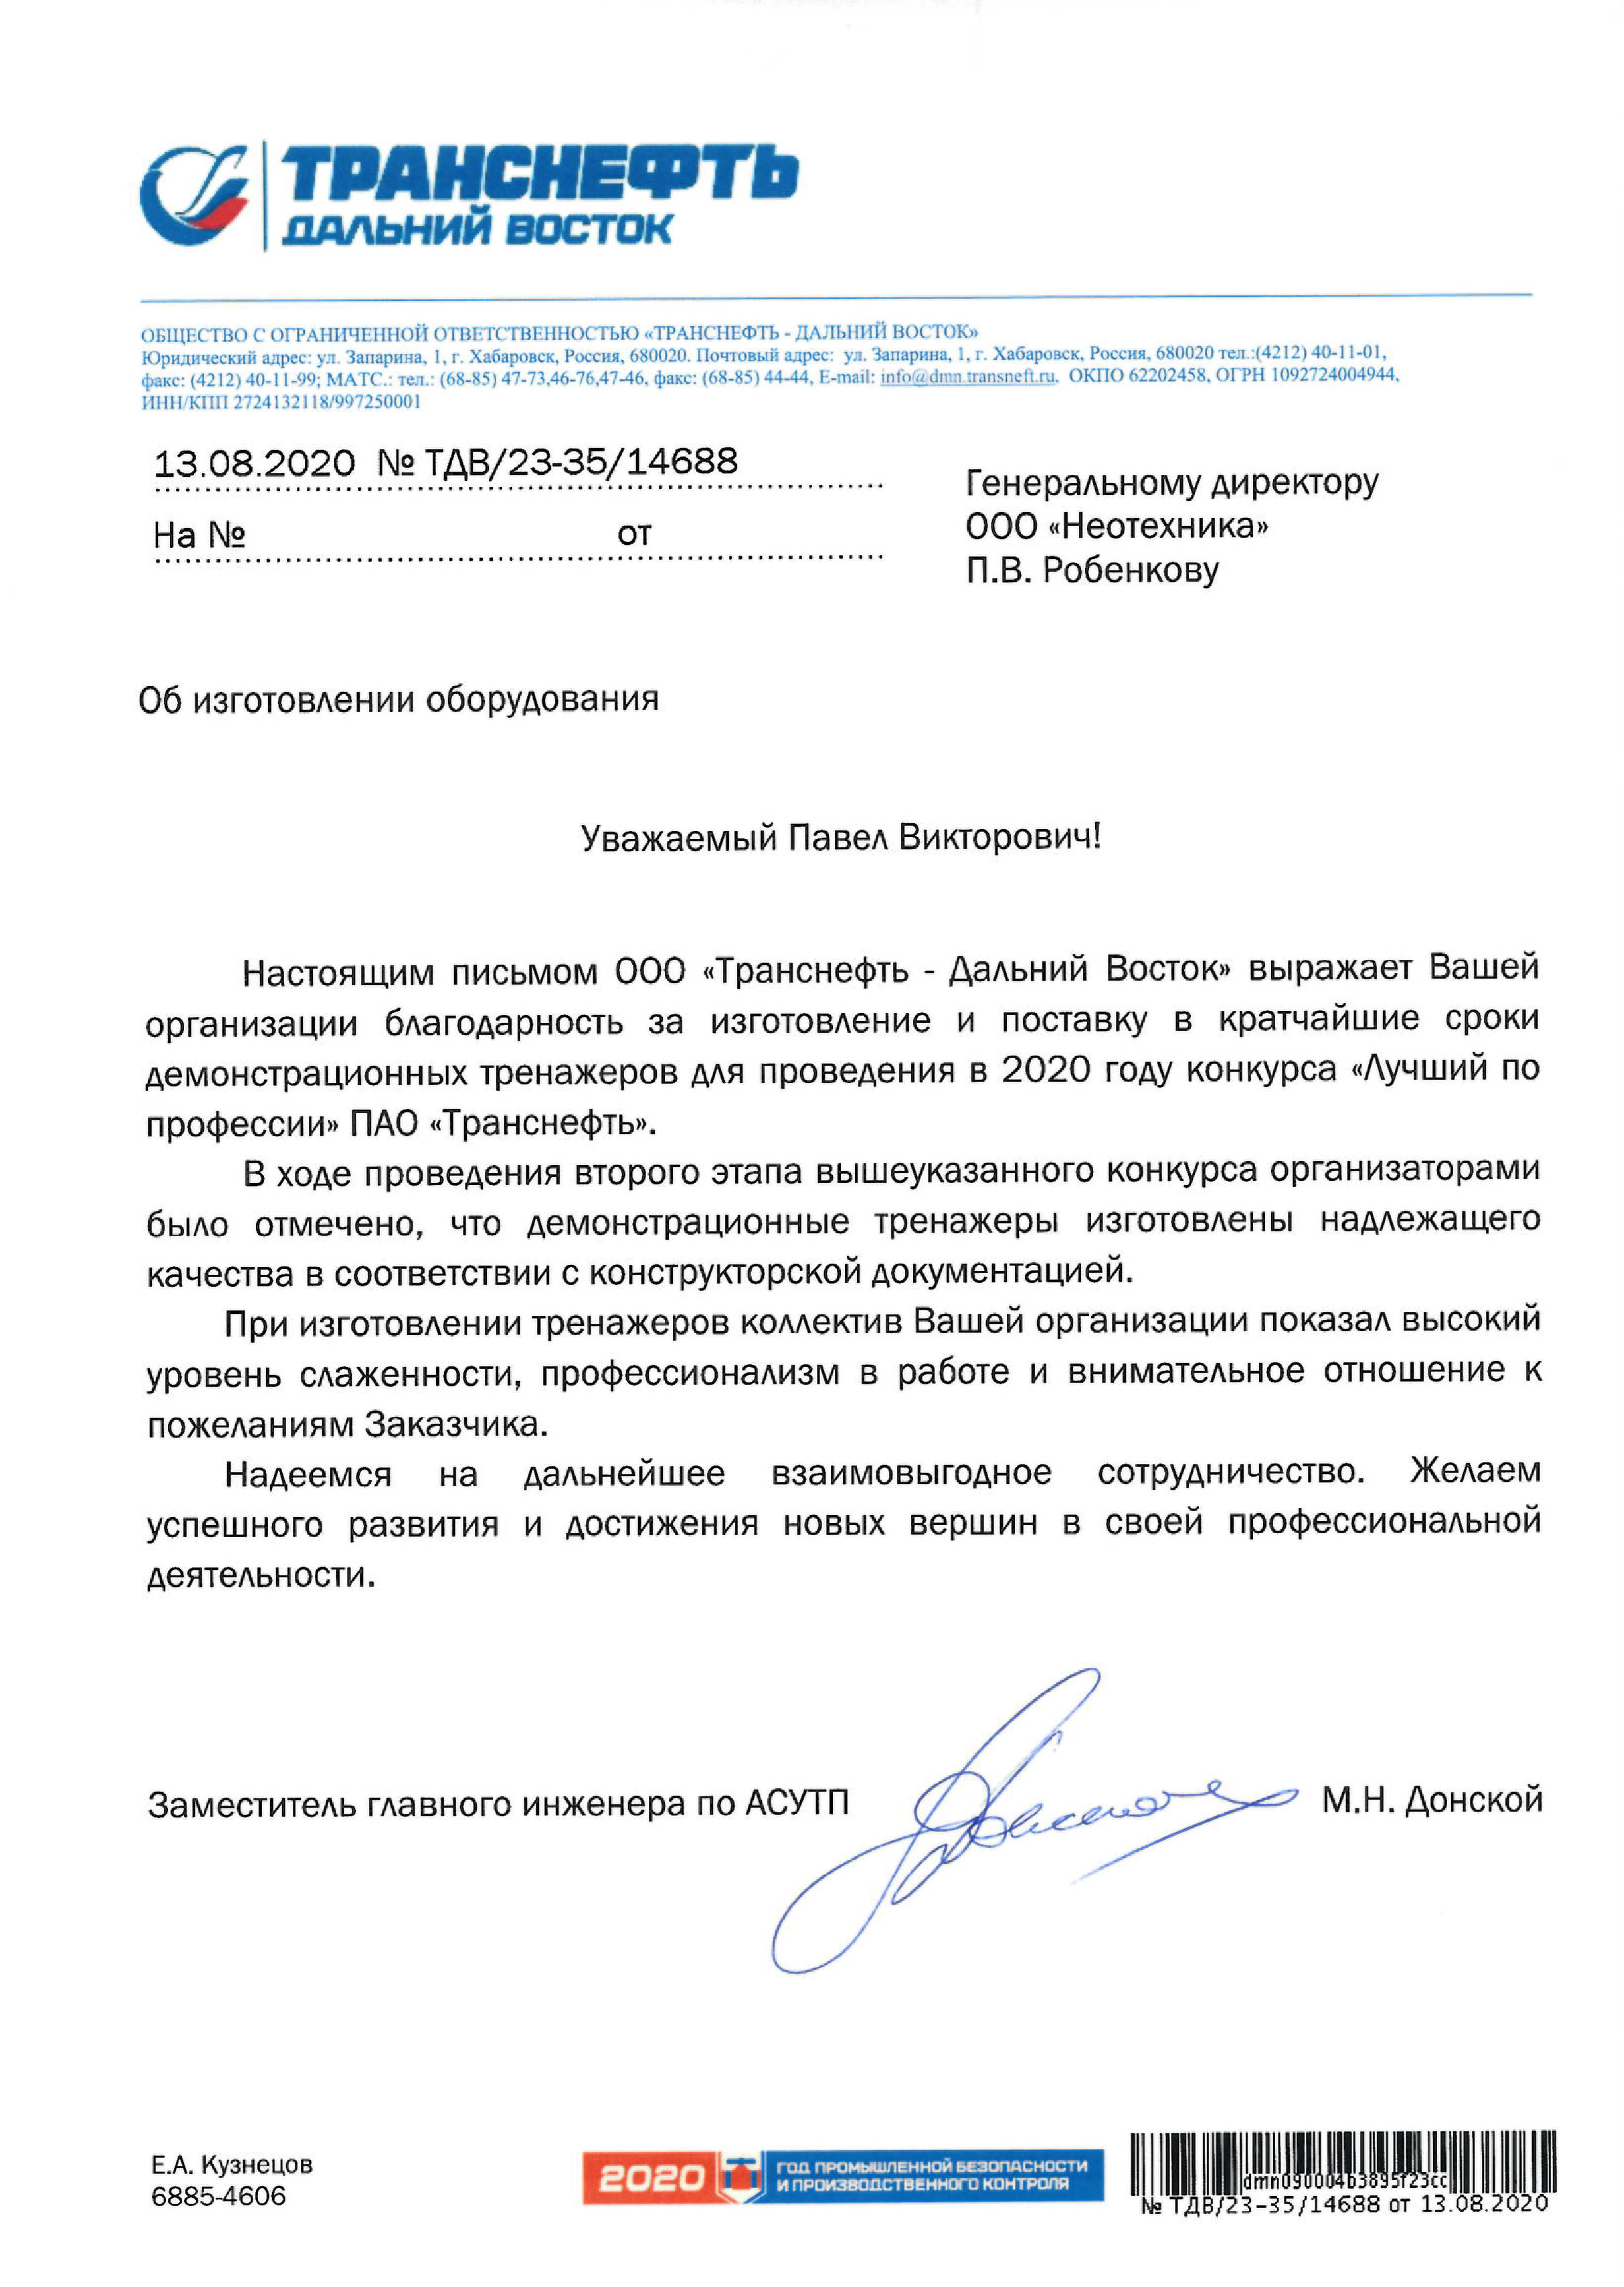 ТРАНСНЕФТЬ
ДАЛЬНИЙ ВОСТОК
ОБЩЕСТВО С ОГРАНИЧЕННОЙ ОТВЕТСТВЕННОСТЬЮ «ТРАНСНЕФТЬ - ДАЛЬНИЙ ВОСТОК»
Юридический адрес: ул. Запарина, 1, г. Хабаровск, Россия, 680020. Почтовый адрес: ул. Запарина, 1, г. Хабаровск, Россия, 680020 тел.:(4212) 40-11-01,
факс: (4212) 40-11-99; МАТС.: тел.: (68-85) 47-73,46-76,47-46, факс: (68-85) 44-44, E-mail: info@dmn.transneft.ru, ОКПО 62202458, ОГРН 1092724004944,
ИНН/КПП 2724132118/997250001
13.08.2020 № ТДВ/23-35/14688
На № от
Генеральному директору
ООО «Неотехника»
П.В. Робенкову
Об изготовлении оборудования
Уважаемый Павел Викторович!
Настоящим письмом ООО «Транснефть - Дальний Восток» выражает Вашей
организации благодарность за изготовление и поставку в кратчайшие сроки
демонстрационных тренажеров для проведения в 2020 году конкурса «Лучший по
профессии» ПАО «Транснефть».
В ходе проведения второго этапа вышеуказанного конкурса организаторами
было отмечено, что демонстрационные тренажеры изготовлены надлежащего
качества в соответствии с конструкторской документацией.
При изготовлении тренажеров коллектив Вашей организации показал высокий
уровень слаженности, профессионализм в работе и внимательное отношение к
пожеланиям Заказчика.
Надеемся на дальнейшее взаимовыгодное сотрудничество. Желаем
успешного развития и достижения новых вершин в своей профессиональной
деятельности.
Заместитель главного инженера по АСУТП М.Н. Донской
Е.А. Кузнецов
6885-4606
2020 ГОД ПРОМЫШЛЕННОЙ БЕЗОПАСНОСТИ
И ПРОИЗВОДСТВЕННОГО КОНТРОЛЯ
dmn090004b3895f23cc
№ ТДВ/23-35/14688 от 13.08.2020